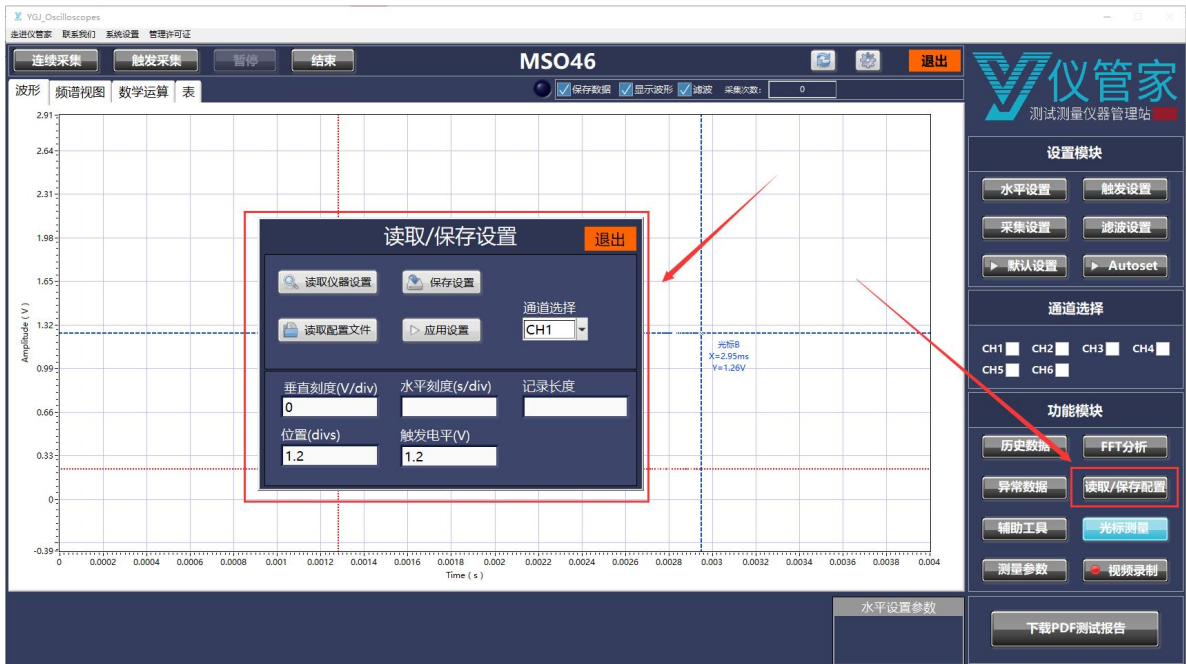 YGJ_Oscilloscopes
走进仪管家 联系我们 系统设置 管理许可证
连续采集 触发采集 暂停 结束 MSO46 退出
波形 频谱视图 数学运算 表 保存数据 显示波形 滤波 采集次数: 0
仪管家
测试测量仪器管理站
设置模块
水平设置 触发设置
采集设置 滤波设置
默认设置 Autoset
通道选择
CH1 CH2 CH3 CH4
CH5 CH6
功能模块
历史数据 FFT分析
异常数据 读取/保存配置
辅助工具 光标测量
测量参数 视频录制
下载PDF测试报告
2.91
2.64
2.31
1.98
1.65
1.32
0.99
0.66
0.33
0
-0.39
Amplitude ( V )
光标B
X=2.95ms
Y=1.26V
读取/保存设置 退出
读取仪器设置 保存设置
读取配置文件 应用设置
通道选择
CH1
垂直刻度(V/div) 水平刻度(s/div) 记录长度
0
位置(divs) 触发电平(V)
1.2 1.2
0 0.0002 0.0004 0.0006 0.0008 0.001 0.0012 0.0014 0.0016 0.0018 0.002 0.0022 0.0024 0.0026 0.0028 0.003 0.0032 0.0034 0.0036 0.0038 0.004
Time ( s )
水平设置参数